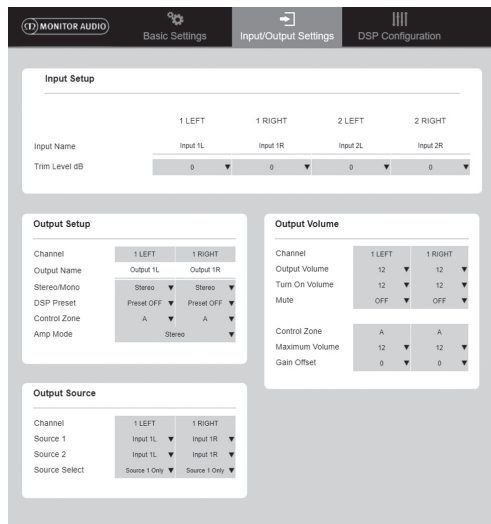 MONITOR AUDIO
Basic Settings
Input/Output Settings
DSP Configuration
Input Setup
1 LEFT 1 RIGHT 2 LEFT 2 RIGHT
Input Name Input 1L Input 1R Input 2L Input 2R
Trim Level dB 0 0 0 0
Output Setup
Channel 1 LEFT 1 RIGHT
Output Name Output 1L Output 1R
Stereo/Mono Stereo Stereo
DSP Preset Preset OFF Preset OFF
Control Zone A A
Amp Mode Stereo
Output Volume
Channel 1 LEFT 1 RIGHT
Output Volume 12 12
Turn On Volume 12 12
Mute OFF OFF
Control Zone A A
Maximum Volume 12 12
Gain Offset 0 0
Output Source
Channel 1 LEFT 1 RIGHT
Source 1 Input 1L Input 1R
Source 2 Input 1L Input 1R
Source Select Source 1 Only Source 1 Only